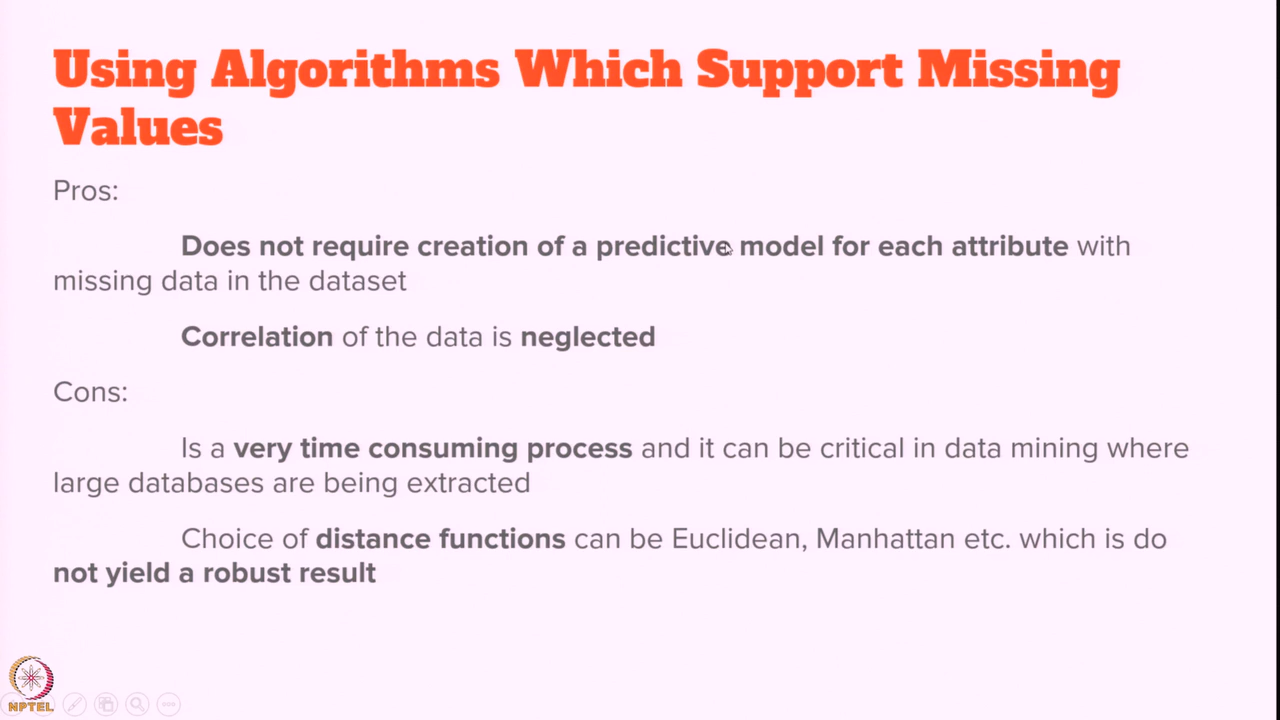 Using Algorithms Which Support Missing
Values
Pros:
Does not require creation of a predictive model for each attribute with
missing data in the dataset
Correlation of the data is neglected
Cons:
Is a very time consuming process and it can be critical in data mining where
large databases are being extracted
Choice of distance functions can be Euclidean, Manhattan etc. which is do
not yield a robust result
NPTEL